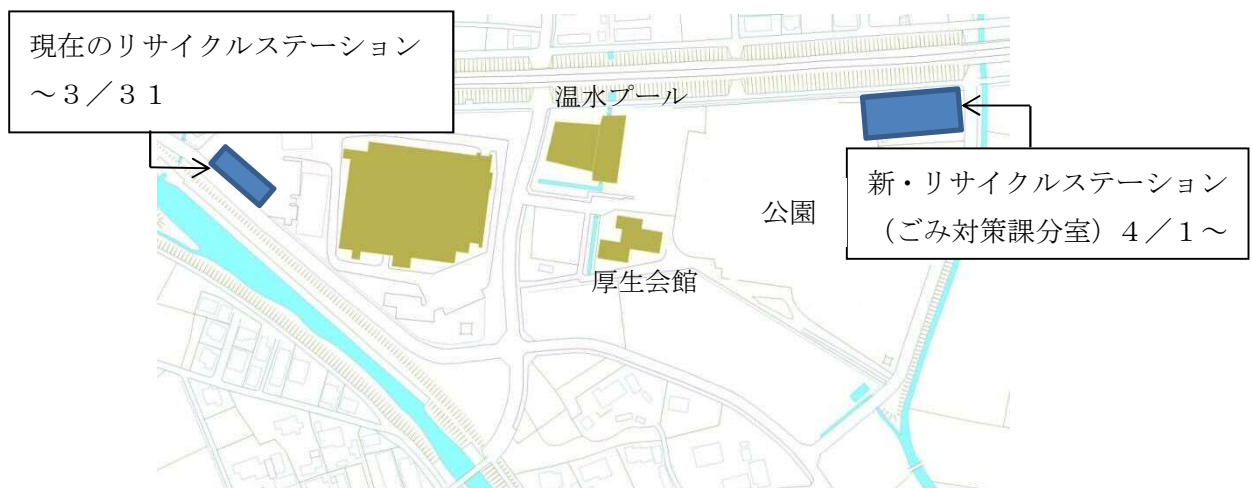 現在のリサイクルステーション
～３／３１
温水プール
新・リサイクルステーション
（ごみ対策課分室）４／１～
公園
厚生会館